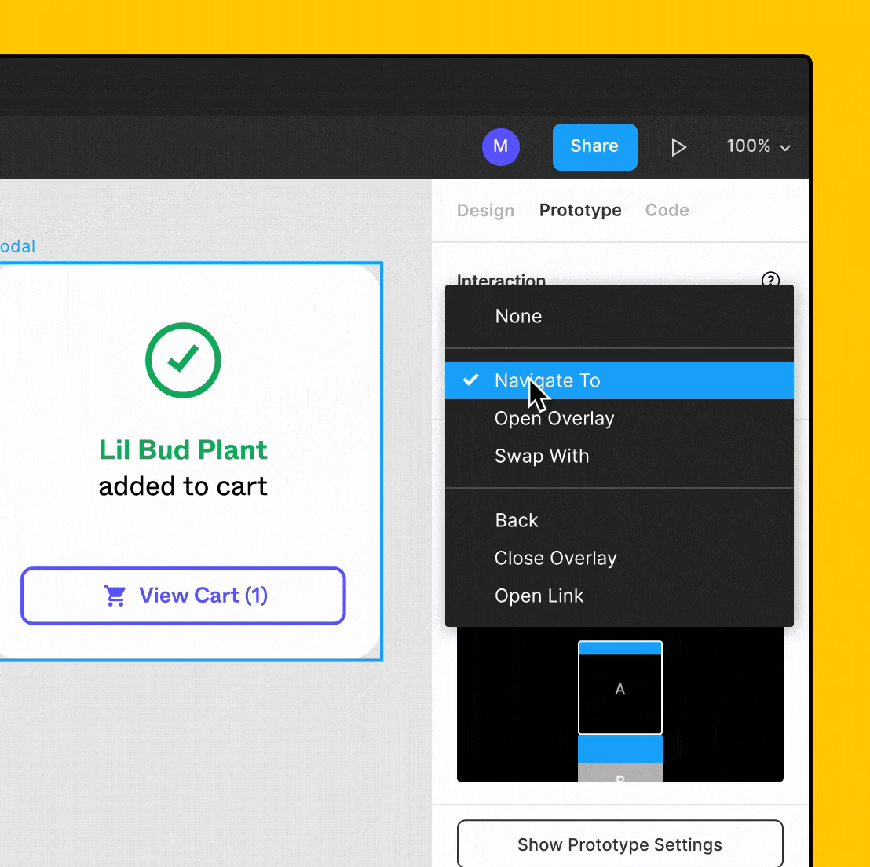 M
Share
100%
Design Prototype Code
odal
Interaction
None
Navigate To
Open Overlay
Swap With
Back
Close Overlay
Open Link
Lil Bud Plant
added to cart
View Cart (1)
A
B
Show Prototype Settings